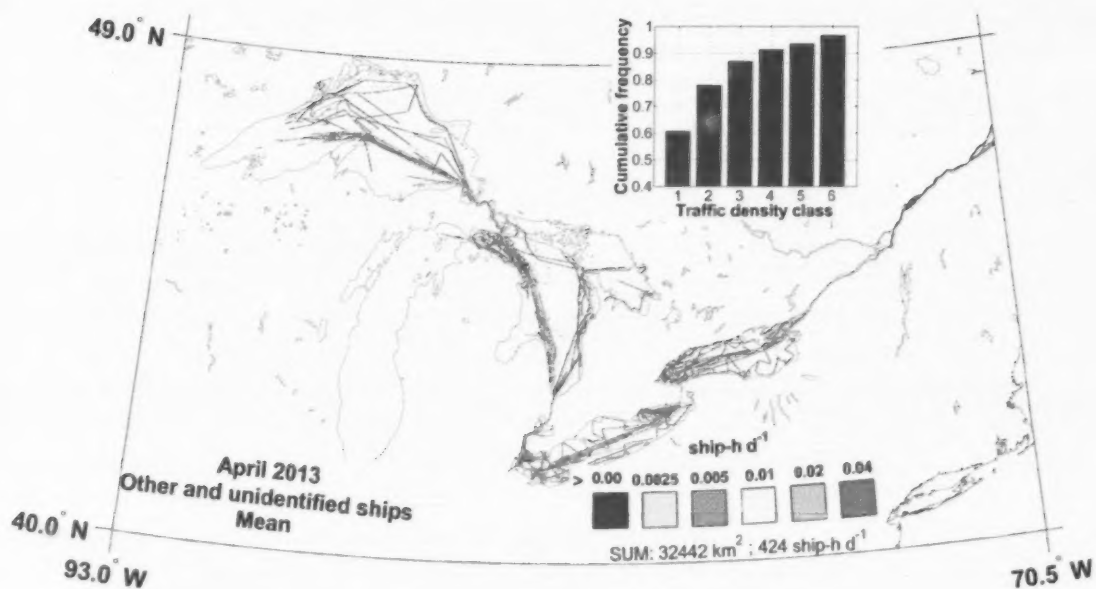 49.0° N
Cumulative frequency
1
0.9
0.8
0.7
0.6
0.5
0.4
1 2 3 4 5 6
Traffic density class
April 2013
Other and unidentified ships
Mean
ship-h d⁻¹
> 0.00 0.0025 0.005 0.01 0.02 0.04
SUM: 32442 km² ; 424 ship-h d⁻¹
40.0° N
93.0° W
70.5° W